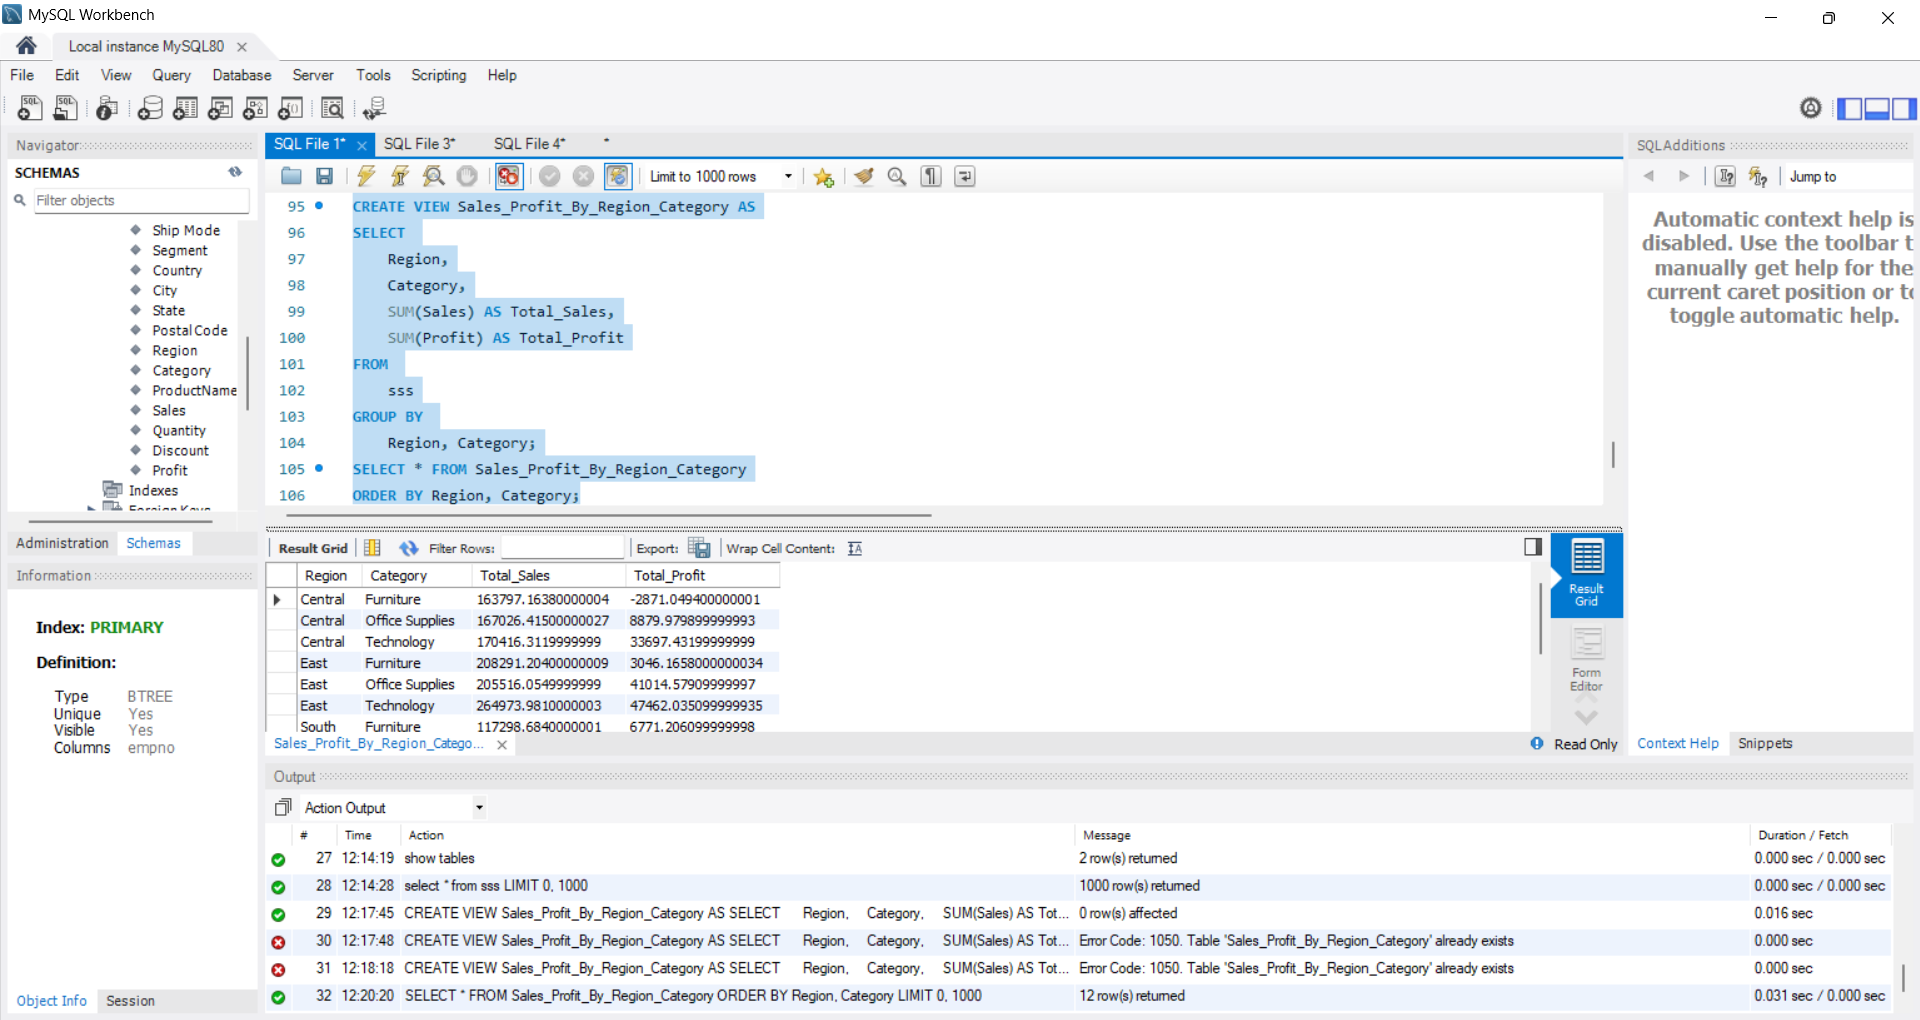 MySQL Workbench
Local instance MySQL80
File Edit View Query Database Server Tools Scripting Help
Navigator
SCHEMAS
Filter objects
Ship Mode
Segment
Country
City
State
PostalCode
Region
Category
ProductName
Sales
Quantity
Discount
Profit
Indexes
Foreign Keys
Administration Schemas
Information
Index: PRIMARY
Definition:
Type BTREE
Unique Yes
Visible Yes
Columns empno
Object Info Session
SQL File 1* SQL File 3* SQL File 4* *
Limit to 1000 rows
95 CREATE VIEW Sales_Profit_By_Region_Category AS
96 SELECT
97 Region,
98 Category,
99 SUM(Sales) AS Total_Sales,
100 SUM(Profit) AS Total_Profit
101 FROM
102 sss
103 GROUP BY
104 Region, Category;
105 SELECT * FROM Sales_Profit_By_Region_Category
106 ORDER BY Region, Category;
Result Grid Filter Rows: Export: Wrap Cell Content:
Region Category Total_Sales Total_Profit
Central Furniture 163797.16380000004 -2871.049400000001
Central Office Supplies 167026.41500000027 8879.979899999993
Central Technology 170416.3119999999 33697.43199999999
East Furniture 208291.20400000009 3046.1658000000034
East Office Supplies 205516.0549999999 41014.57909999997
East Technology 264973.9810000003 47462.035099999935
South Furniture 117298.6840000001 6771.206099999998
Result
Grid
Form
Editor
Sales_Profit_By_Region_Catego...
Read Only
SQLAdditions
Jump to
Automatic context help is
disabled. Use the toolbar t
manually get help for the
current caret position or to
toggle automatic help.
Context Help Snippets
Output
Action Output
# Time Action Message Duration / Fetch
27 12:14:19 show tables 2 row(s) returned 0.000 sec / 0.000 sec
28 12:14:28 select * from sss LIMIT 0, 1000 1000 row(s) returned 0.000 sec / 0.000 sec
29 12:17:45 CREATE VIEW Sales_Profit_By_Region_Category AS SELECT Region, Category, SUM(Sales) AS Tot... 0 row(s) affected 0.016 sec
30 12:17:48 CREATE VIEW Sales_Profit_By_Region_Category AS SELECT Region, Category, SUM(Sales) AS Tot... Error Code: 1050. Table 'Sales_Profit_By_Region_Category' already exists 0.000 sec
31 12:18:18 CREATE VIEW Sales_Profit_By_Region_Category AS SELECT Region, Category, SUM(Sales) AS Tot... Error Code: 1050. Table 'Sales_Profit_By_Region_Category' already exists 0.000 sec
32 12:20:20 SELECT * FROM Sales_Profit_By_Region_Category ORDER BY Region, Category LIMIT 0, 1000 12 row(s) returned 0.031 sec / 0.000 sec